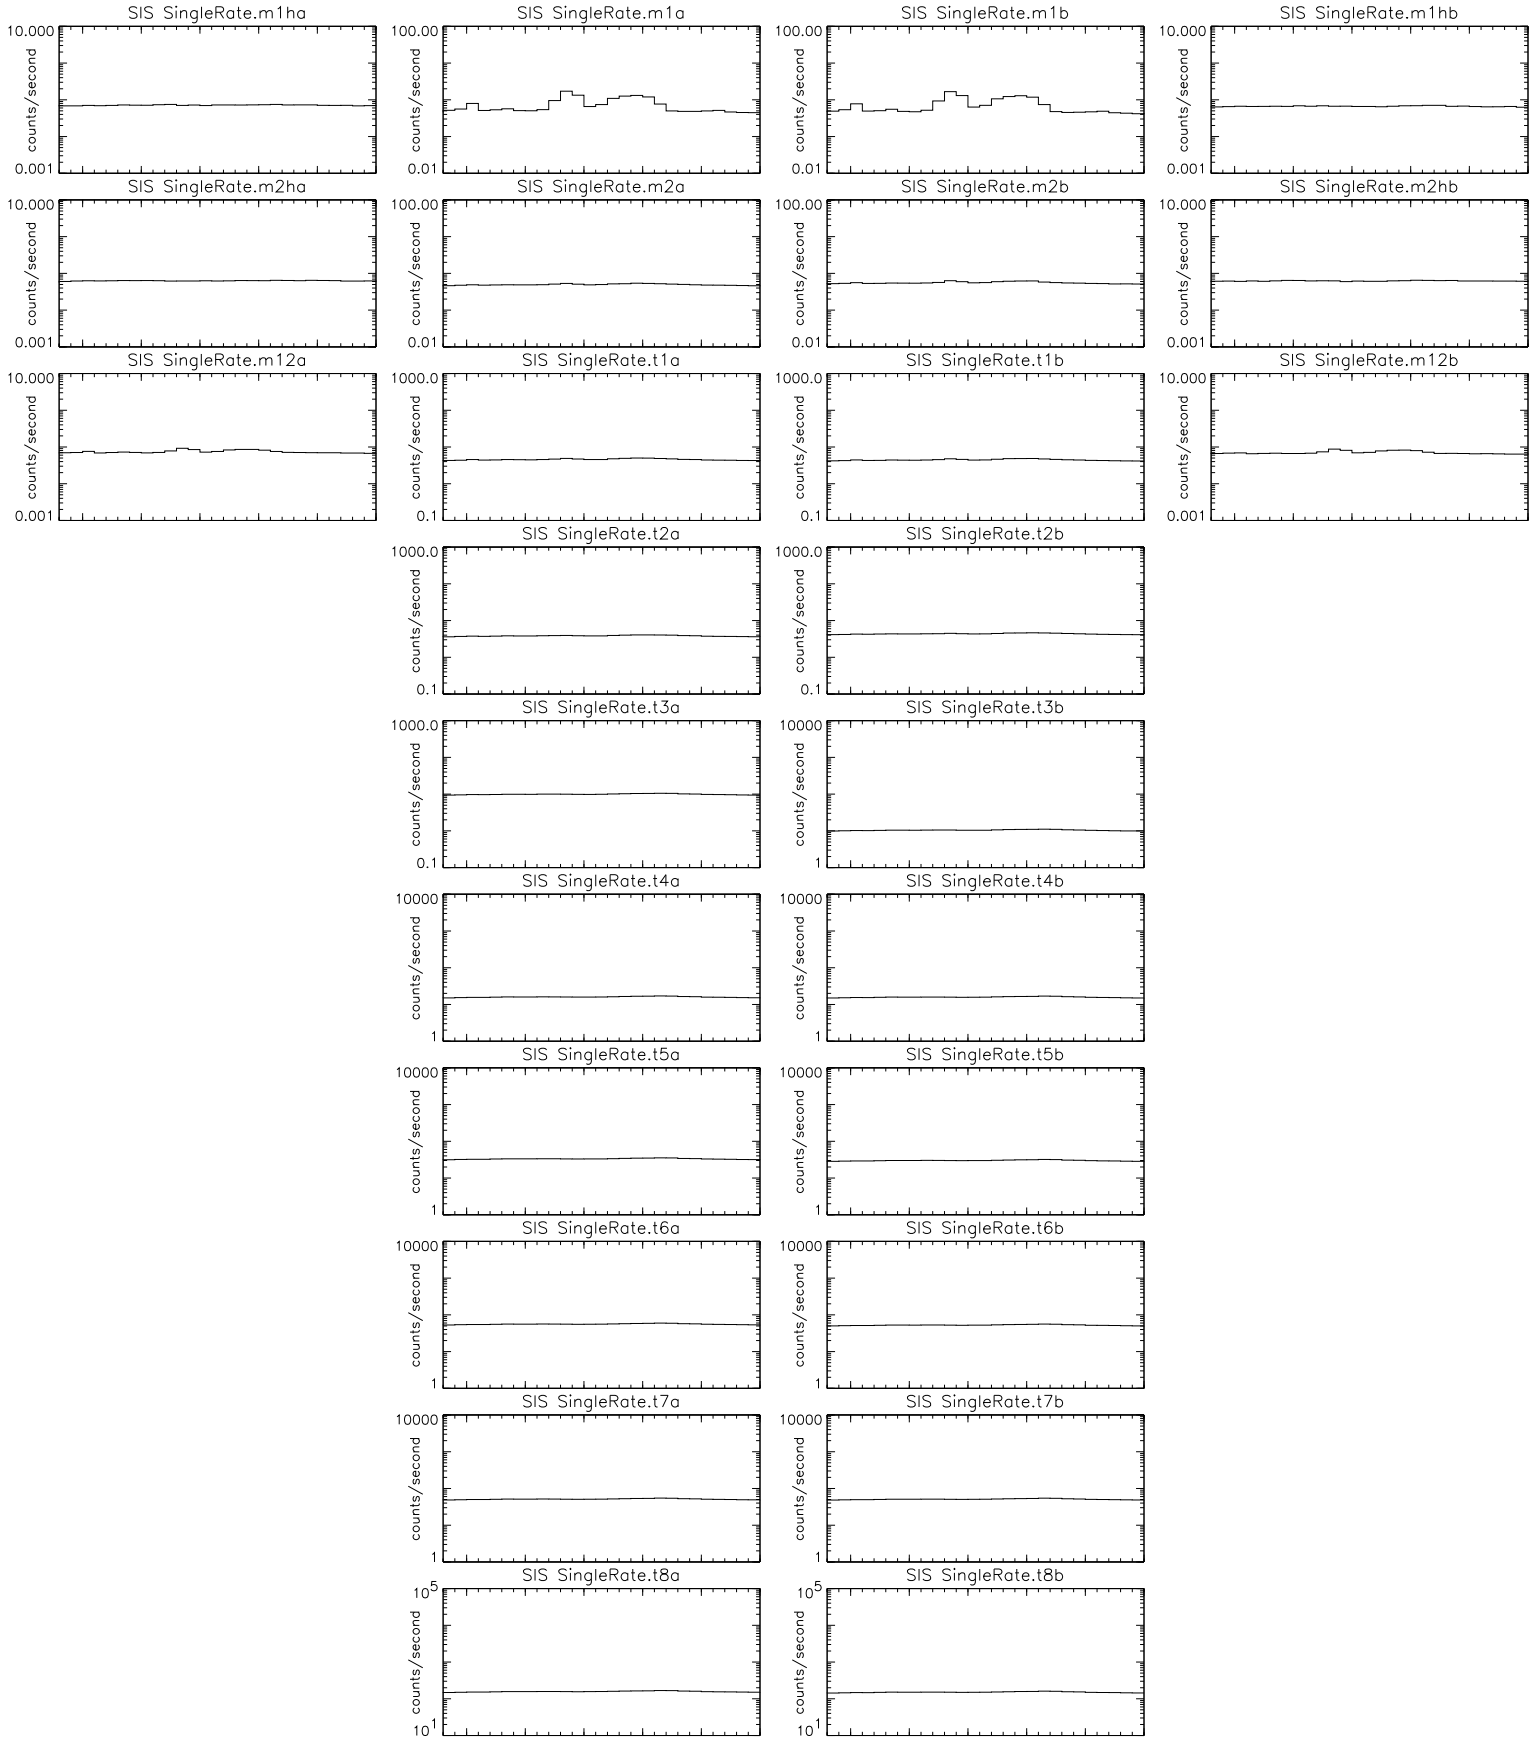 SIS SingleRate.m1ha
10.000
counts/second
0.001
SIS SingleRate.m1a
100.00
counts/second
0.01
SIS SingleRate.m1b
100.00
counts/second
0.01
SIS SingleRate.m1hb
10.000
counts/second
0.001
SIS SingleRate.m2ha
10.000
counts/second
0.001
SIS SingleRate.m2a
100.00
counts/second
0.01
SIS SingleRate.m2b
100.00
counts/second
0.01
SIS SingleRate.m2hb
10.000
counts/second
0.001
SIS SingleRate.m12a
10.000
counts/second
0.001
SIS SingleRate.t1a
1000.0
counts/second
0.1
SIS SingleRate.t1b
1000.0
counts/second
0.1
SIS SingleRate.m12b
10.000
counts/second
0.001
SIS SingleRate.t2a
1000.0
counts/second
0.1
SIS SingleRate.t2b
1000.0
counts/second
0.1
SIS SingleRate.t3a
1000.0
counts/second
0.1
SIS SingleRate.t3b
10000
counts/second
1
SIS SingleRate.t4a
10000
counts/second
1
SIS SingleRate.t4b
10000
counts/second
1
SIS SingleRate.t5a
10000
counts/second
1
SIS SingleRate.t5b
10000
counts/second
1
SIS SingleRate.t6a
10000
counts/second
1
SIS SingleRate.t6b
10000
counts/second
1
SIS SingleRate.t7a
10000
counts/second
1
SIS SingleRate.t7b
10000
counts/second
1
SIS SingleRate.t8a
10⁵
counts/second
10¹
SIS SingleRate.t8b
10⁵
counts/second
10¹